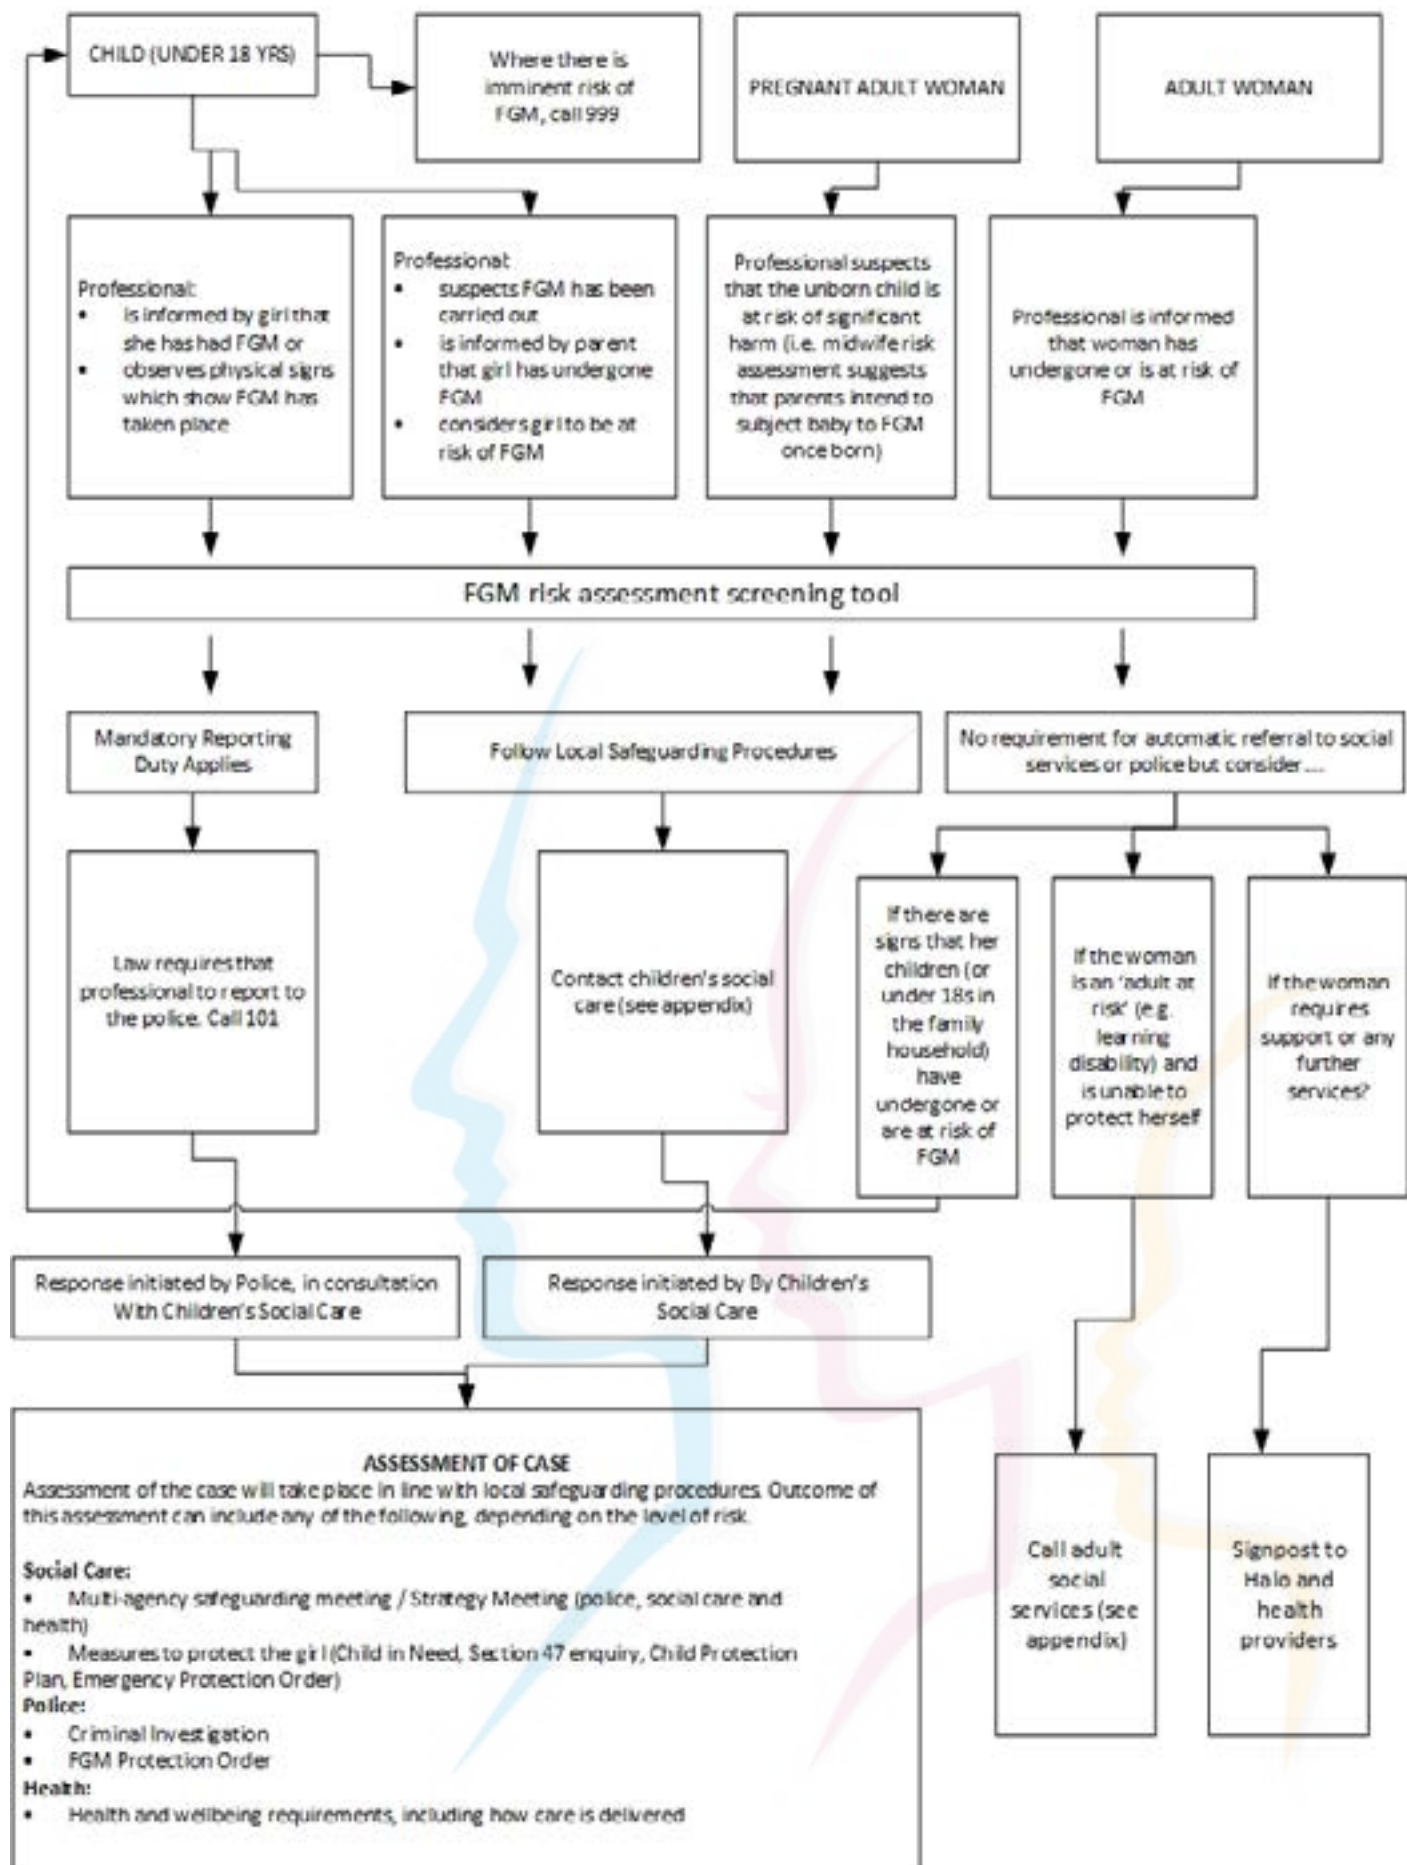 CHILD (UNDER 18 YRS)
Where there is
imminent risk of
FGM, call 999
PREGNANT ADULT WOMAN
ADULT WOMAN
Professional:
• is informed by girl that
she has had FGM or
• observes physical signs
which show FGM has
taken place
Professional:
• suspects FGM has been
carried out
• is informed by parent
that girl has undergone
FGM
• considers girl to be at
risk of FGM
Professional suspects
that the unborn child is
at risk of significant
harm (i.e. midwife risk
assessment suggests
that parents intend to
subject baby to FGM
once born)
Professional is informed
that woman has
undergone or is at risk of
FGM
FGM risk assessment screening tool
Mandatory Reporting
Duty Applies
Follow Local Safeguarding Procedures
No requirement for automatic referral to social
services or police but consider....
Law requires that
professional to report to
the police. Call 101
Contact children's social
care (see appendix)
If there are
signs that her
children (or
under 18s in
the family
household)
have
undergone or
are at risk of
FGM
If the woman
is an 'adult at
risk' (e.g.
learning
disability) and
is unable to
protect herself
If the woman
requires
support or any
further
services?
Response initiated by Police, in consultation
With Children's Social Care
Response initiated by By Children's
Social Care
ASSESSMENT OF CASE
Assessment of the case will take place in line with local safeguarding procedures. Outcome of
this assessment can include any of the following, depending on the level of risk.
Social Care:
• Multi-agency safeguarding meeting / Strategy Meeting (police, social care and
health)
• Measures to protect the girl (Child in Need, Section 47 enquiry, Child Protection
Plan, Emergency Protection Order)
Police:
• Criminal Investigation
• FGM Protection Order
Health:
• Health and wellbeing requirements, including how care is delivered
Call adult
social
services (see
appendix)
Signpost to
Halo and
health
providers